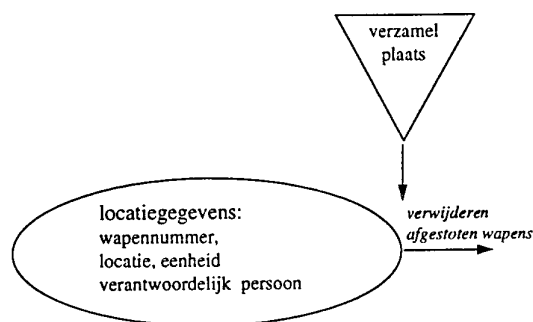 verzamel
plaats
verwijderen
afgestoten wapens
locatiegegevens:
wapennummer,
locatie, eenheid
verantwoordelijk persoon